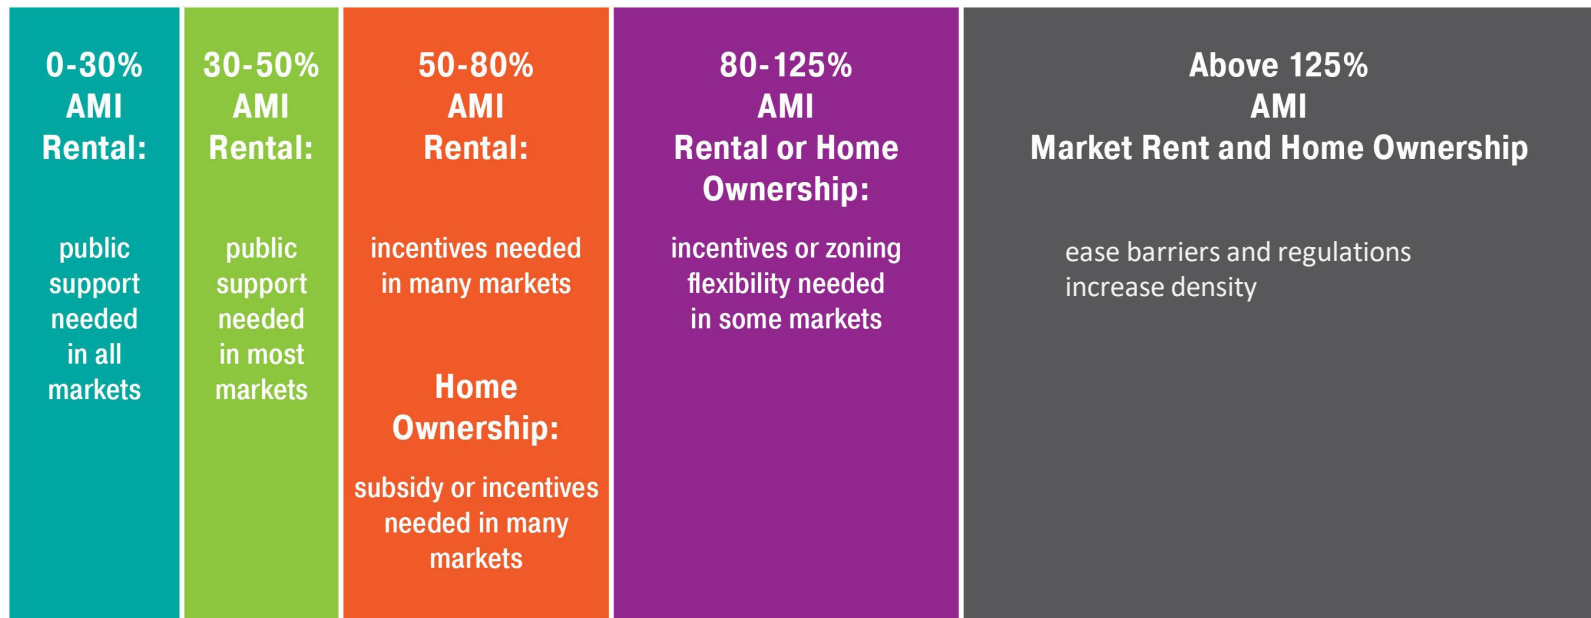 0-30%
AMI
Rental:
public
support
needed
in all
markets
30-50%
AMI
Rental:
public
support
needed
in most
markets
50-80%
AMI
Rental:
incentives needed
in many markets
Home
Ownership:
subsidy or incentives
needed in many
markets
80-125%
AMI
Rental or Home
Ownership:
incentives or zoning
flexibility needed
in some markets
Above 125%
AMI
Market Rent and Home Ownership
ease barriers and regulations
increase density